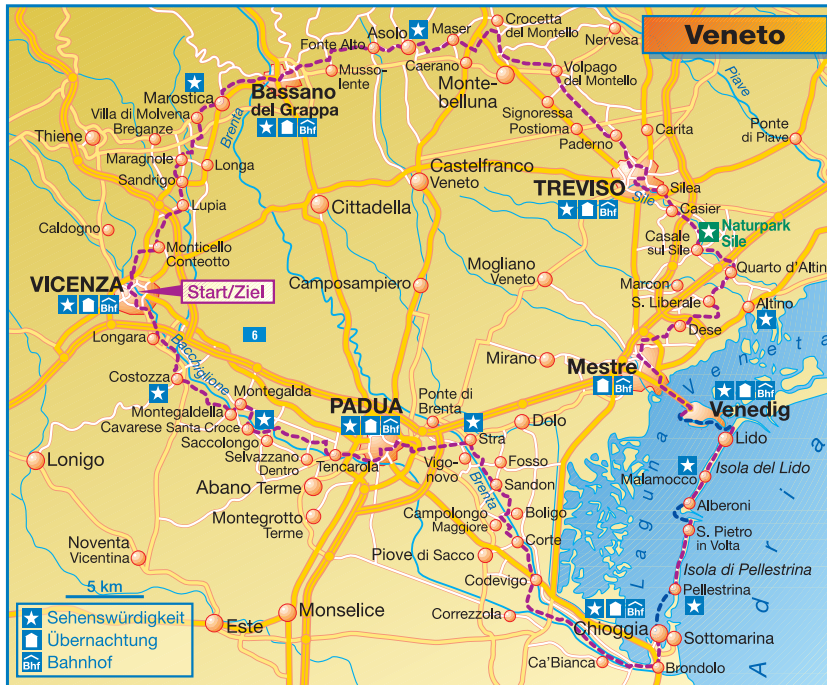 Veneto
Crocetta
del Montello
Nervesa
Maser
Asolo
Fonte Alto
Caerano
Musso-
lente
Monte-
belluna
Volpago
del Montello
Piave
Bassano
del Grappa
Bhf
Marostica
Villa di Molvena
Breganze
Thiene
Brenta
Signoressa
Postioma
Paderno
Carita
Ponte
di Piave
Maragnole
Longa
Sandrigo
Castelfranco
Veneto
TREVISO
Bhf
Silea
Sile
Casier
Cittadella
Lupia
Caldogno
Monticello
Conteotto
Naturpark
Sile
Casale
sul Sile
VICENZA
Bhf
Start/Ziel
Camposampiero
Mogliano
Veneto
Quarto d'Altino
Marcon
S. Liberale
Altino
Dese
6
Longara
Bacchiglione
Mirano
Mestre
Bhf
Costozza
Montegalda
Montegaldella
Cavarese Santa Croce
Saccolongo
Selvazzano
Dentro
Tencarola
PADUA
Bhf
Ponte di
Brenta
Dolo
Stra
Bhf
Venedig
Lido
Laguna Veneta
Lonigo
Abano Terme
Vigo-
novo
Fosso
Sandon
Brenta
Isola del Lido
Malamocco
Montegrotto
Terme
Campolongo
Maggiore
Boligo
Alberoni
Corte
S. Pietro
in Volta
Noventa
Vicentina
Piove di Sacco
Isola di Pellestrina
Codevigo
Pellestrina
5 km
Sehenswürdigkeit
Übernachtung
Bhf Bahnhof
Este
Monselice
Correzzola
Bhf
Chioggia
Sottomarina
Ca'Bianca
Brondolo
Adria